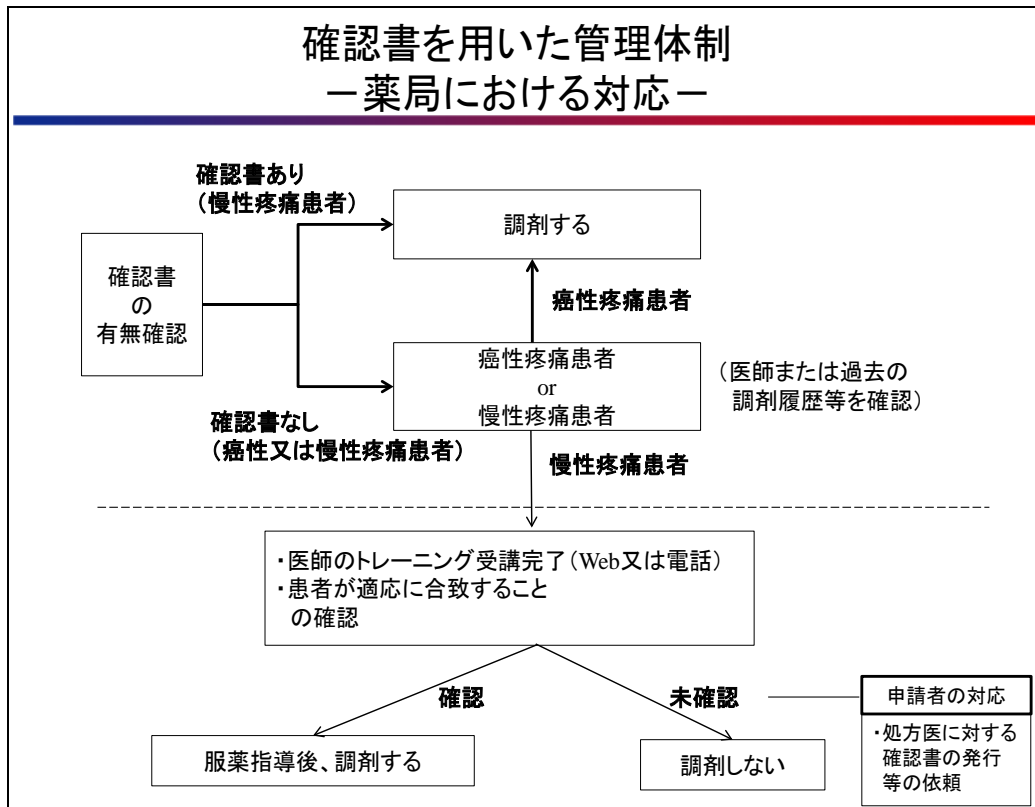 確認書を用いた管理体制
－薬局における対応－
確認書あり
（慢性疼痛患者）
調剤する
確認書
の
有無確認
癌性疼痛患者
癌性疼痛患者
or
慢性疼痛患者
（医師または過去の
調剤履歴等を確認）
確認書なし
（癌性又は慢性疼痛患者）
慢性疼痛患者
・医師のトレーニング受講完了（Web又は電話）
・患者が適応に合致すること
の確認
確認
未確認
申請者の対応
・処方医に対する
確認書の発行
等の依頼
服薬指導後、調剤する
調剤しない